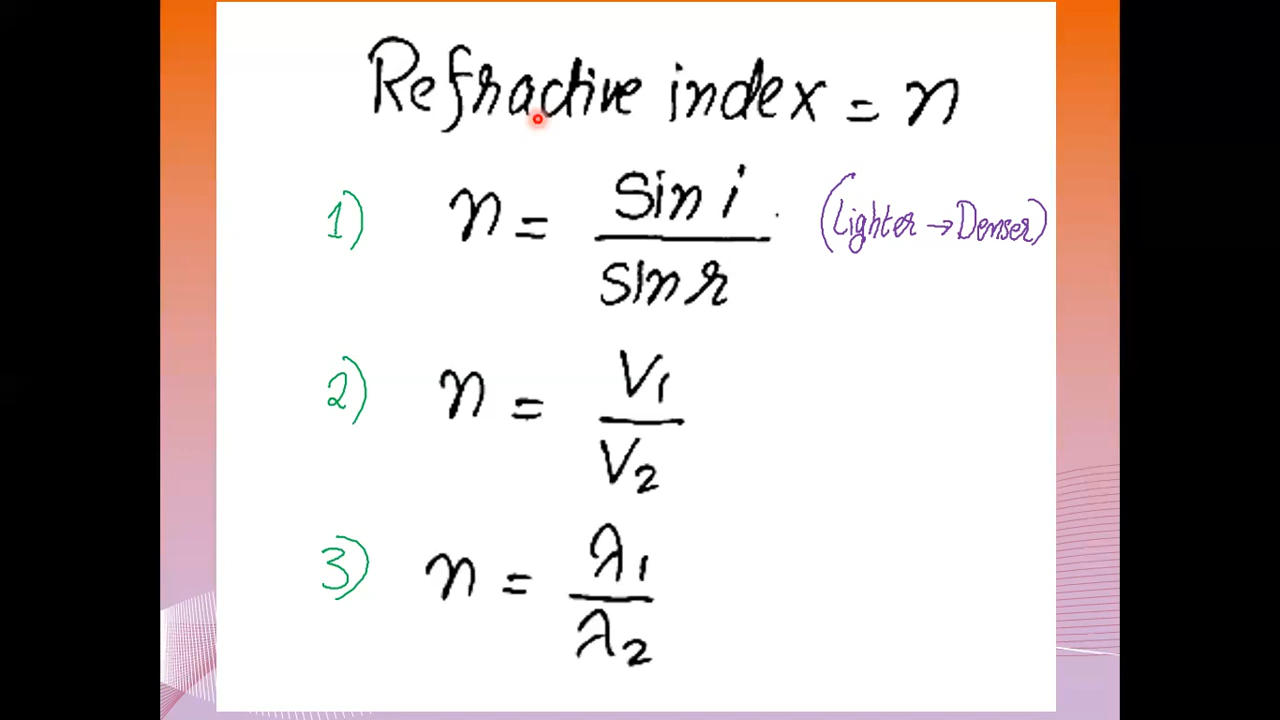 Refractive index = n
1) n = Sin i / Sin r (Lighter → Denser)
2) n = V1 / V2
3) n = λ1 / λ2